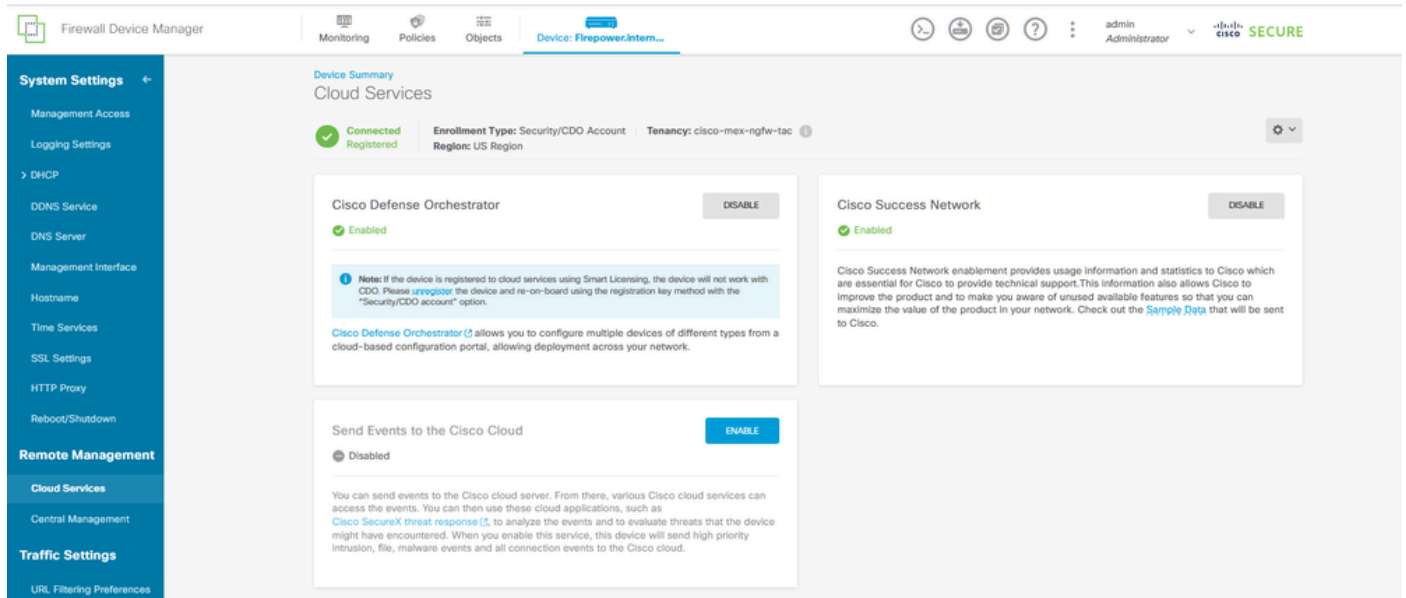 Firewall Device Manager
Monitoring
Policies
Objects
Device: Firepower.Intern...
admin
Administrator
CISCO SECURE
System Settings
Management Access
Logging Settings
DHCP
DDNS Service
DNS Server
Management Interface
Hostname
Time Services
SSL Settings
HTTP Proxy
Reboot/Shutdown
Remote Management
Cloud Services
Central Management
Traffic Settings
URL Filtering Preferences
Device Summary
Cloud Services
Connected
Registered
Enrollment Type: Security/CDO Account
Tenancy: cisco-mex-ngfw-tac
Region: US Region
Cisco Defense Orchestrator
DISABLE
Enabled
Note: If the device is registered to cloud services using Smart Licensing, the device will not work with
CDO. Please unregister the device and re-on-board using the registration key method with the
"Security/CDO account" option.
Cisco Defense Orchestrator allows you to configure multiple devices of different types from a
cloud-based configuration portal, allowing deployment across your network.
Cisco Success Network
DISABLE
Enabled
Cisco Success Network enablement provides usage information and statistics to Cisco which
are essential for Cisco to provide technical support.This information also allows Cisco to
improve the product and to make you aware of unused available features so that you can
maximize the value of the product in your network. Check out the Sample Data that will be sent
to Cisco.
Send Events to the Cisco Cloud
ENABLE
Disabled
You can send events to the Cisco cloud server. From there, various Cisco cloud services can
access the events. You can then use these cloud applications, such as
Cisco SecureX threat response, to analyze the events and to evaluate threats that the device
might have encountered. When you enable this service, this device will send high priority
intrusion, file, malware events and all connection events to the Cisco cloud.